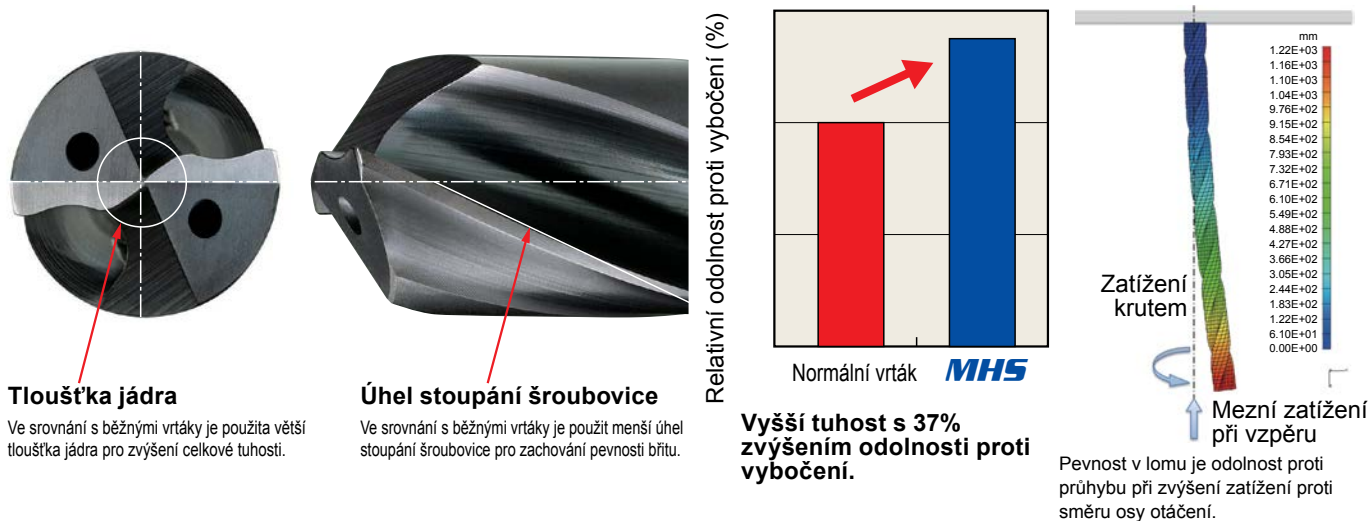 Tloušťka jádra
Ve srovnání s běžnými vrtáky je použita větší
tloušťka jádra pro zvýšení celkové tuhosti.
Úhel stoupání šroubovice
Ve srovnání s běžnými vrtáky je použit menší úhel
stoupání šroubovice pro zachování pevnosti břitu.
Relativní odolnost proti vybočení (%)
Normální vrták
MHS
Vyšší tuhost s 37%
zvýšením odolnosti proti
vybočení.
mm
1.22E+03
1.16E+03
1.10E+03
1.04E+03
9.76E+02
9.15E+02
8.54E+02
7.93E+02
7.32E+02
6.71E+02
6.10E+02
5.49E+02
4.88E+02
4.27E+02
3.66E+02
3.05E+02
2.44E+02
1.83E+02
1.22E+02
6.10E+01
0.00E+00
Zatížení
krutem
Mezní zatížení
při vzpěru
Pevnost v lomu je odolnost proti
průhybu při zvýšení zatížení proti
směru osy otáčení.